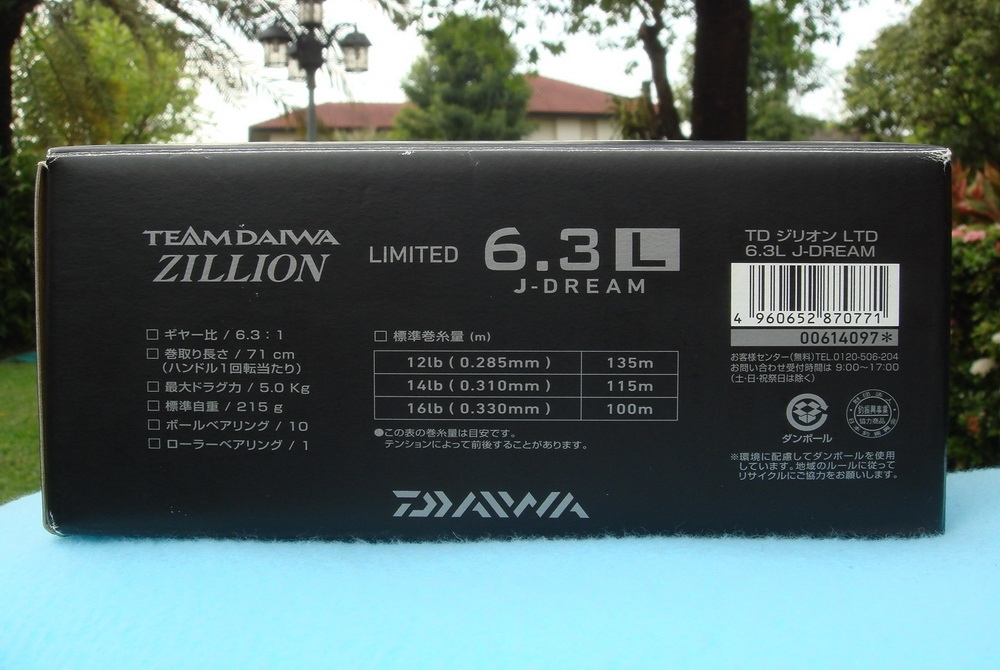 TEAMDAIWA
ZILLION
LIMITED 6.3 L
J-DREAM
□ ギヤー比 / 6.3 : 1
□ 巻取り長さ / 71 cm
（ハンドル1回転当たり）
□ 最大ドラグ力 / 5.0 Kg
□ 標準自重 / 215 g
□ ボールベアリング / 10
□ ローラーベアリング / 1
□ 標準巻糸量 (m)
12lb ( 0.285mm ) 135m
14lb ( 0.310mm ) 115m
16lb ( 0.330mm ) 100m
●この表の巻糸量は目安です。
テンションによって前後することがあります。
DAIWA
TD ジリオン LTD
6.3L J-DREAM
4 960652 870771
00614097*
お客様センター(無料)TEL.0120-506-204
お問い合わせ受付時間は 9:00～17:00
(土・日・祝祭日は除く)
ダンボール
釣振興事業
協力商品
※環境に配慮してダンボールを使用
しています。地域のルールに従って
リサイクルにご協力をお願いします。